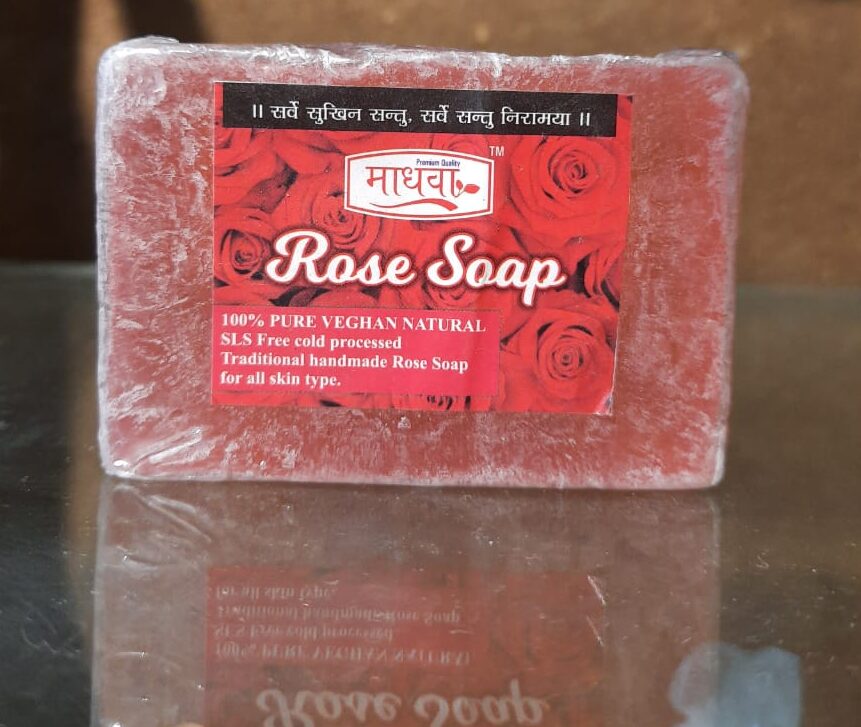 ।। सर्वे सुखिन सन्तु, सर्वे सन्तु निरामया ।।
Premium Quality
TM
माधवा
Rose Soap
100% PURE VEGHAN NATURAL
SLS Free cold processed
Traditional handmade Rose Soap
for all skin type.